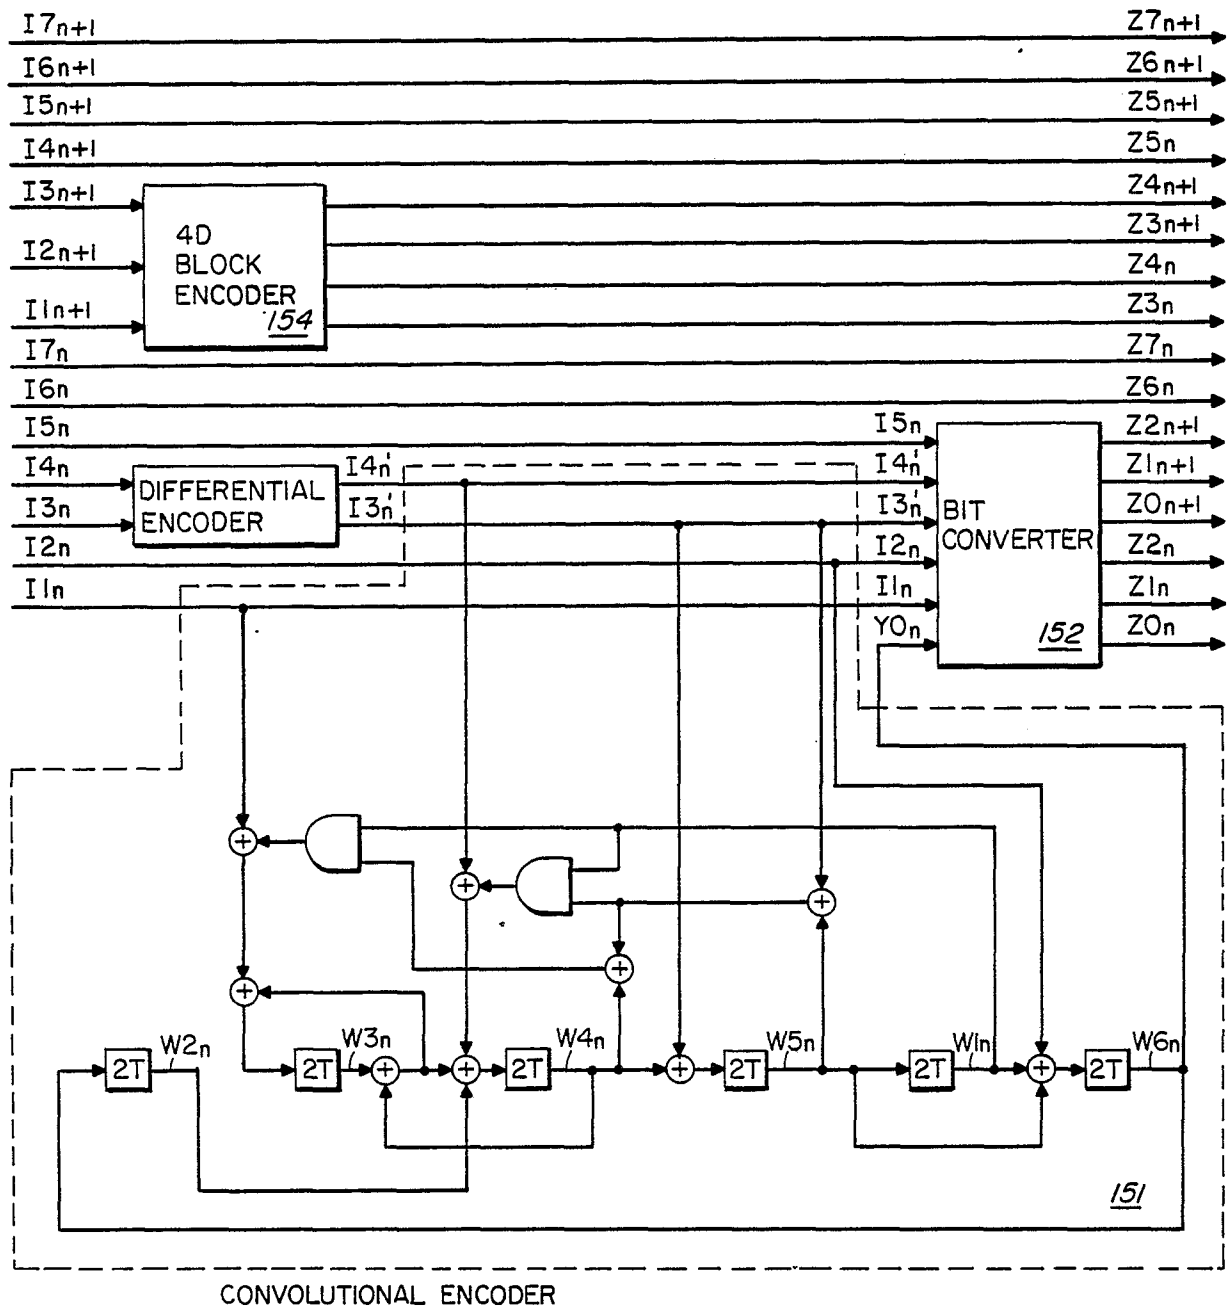 I7n+1 Z7n+1
I6n+1 Z6n+1
I5n+1 Z5n+1
I4n+1 Z5n
I3n+1 Z4n+1
4D
BLOCK
ENCODER
154
Z3n+1
I2n+1 Z4n
I1n+1 Z3n
I7n Z7n
I6n Z6n
I5n I5n Z2n+1
I4n I4n' I4n' Z1n+1
DIFFERENTIAL
ENCODER
I3n I3n' I3n' Z0n+1
BIT
CONVERTER
152
I2n I2n Z2n
I1n I1n Z1n
Y0n Z0n
+
+ +
+
+
2T W2n 2T W3n + + 2T W4n + 2T W5n 2T W1n + 2T W6n
151
CONVOLUTIONAL ENCODER